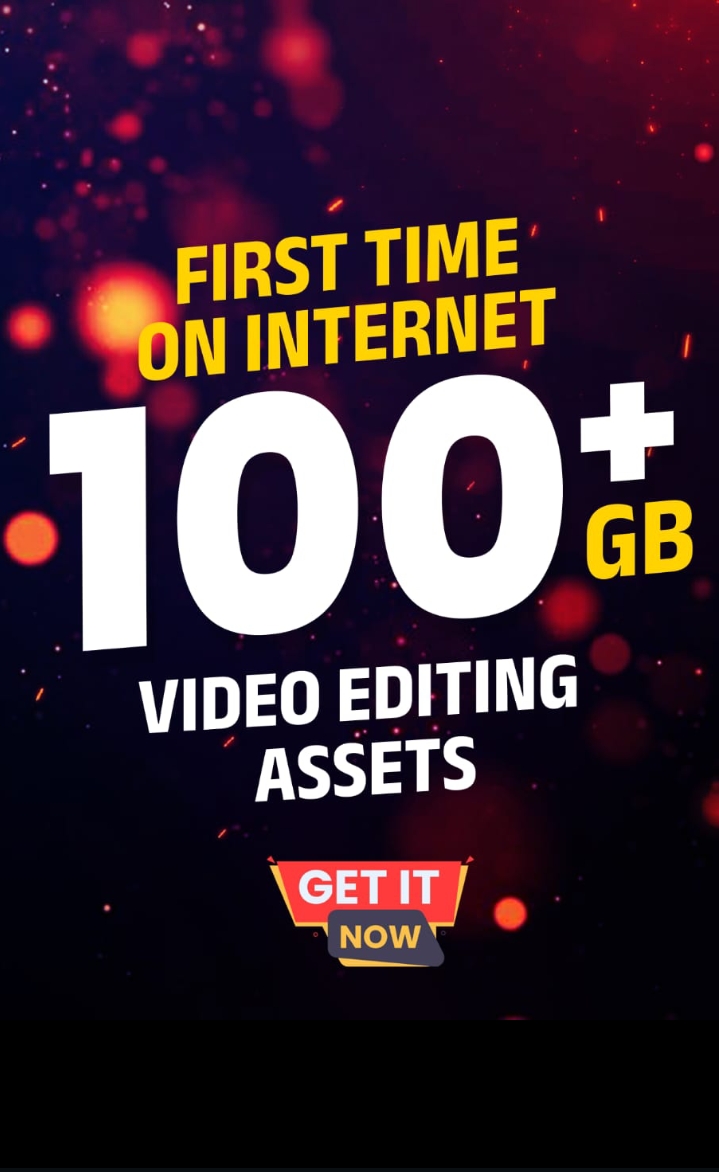 FIRST TIME
ON INTERNET
100+
GB
VIDEO EDITING
ASSETS
GET IT
NOW